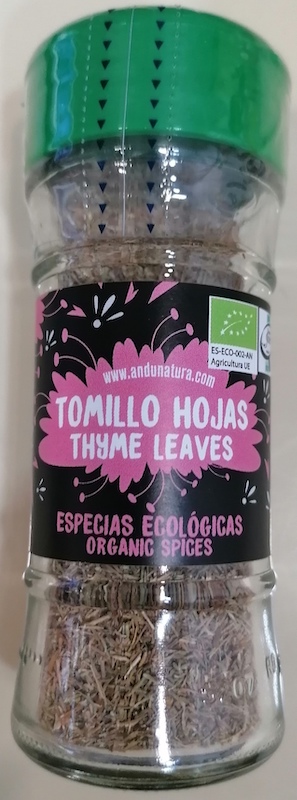 ES-ECO-002-AN
Agricultura UE
www.andunatura.com
TOMILLO HOJAS
THYME LEAVES
ESPECIAS ECOLÓGICAS
ORGANIC SPICES